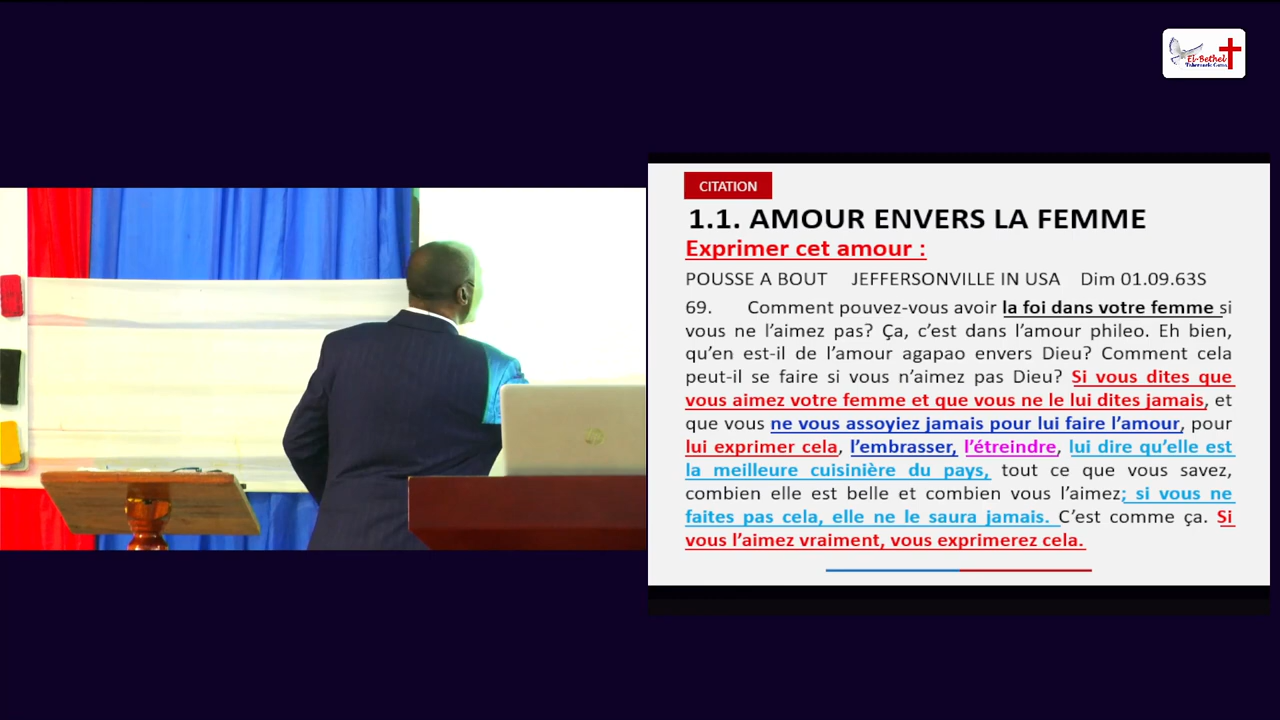 El-Bethel
CITATION
1.1. AMOUR ENVERS LA FEMME
Exprimer cet amour :
POUSSE A BOUT JEFFERSONVILLE IN USA Dim 01.09.63S
69. Comment pouvez-vous avoir la foi dans votre femme si
vous ne l’aimez pas? Ça, c’est dans l’amour phileo. Eh bien,
qu’en est-il de l’amour agapao envers Dieu? Comment cela
peut-il se faire si vous n’aimez pas Dieu? Si vous dites que
vous aimez votre femme et que vous ne le lui dites jamais, et
que vous ne vous assoyiez jamais pour lui faire l’amour, pour
lui exprimer cela, l’embrasser, l’étreindre, lui dire qu’elle est
la meilleure cuisinière du pays, tout ce que vous savez,
combien elle est belle et combien vous l’aimez; si vous ne
faites pas cela, elle ne le saura jamais. C’est comme ça. Si
vous l’aimez vraiment, vous exprimerez cela.